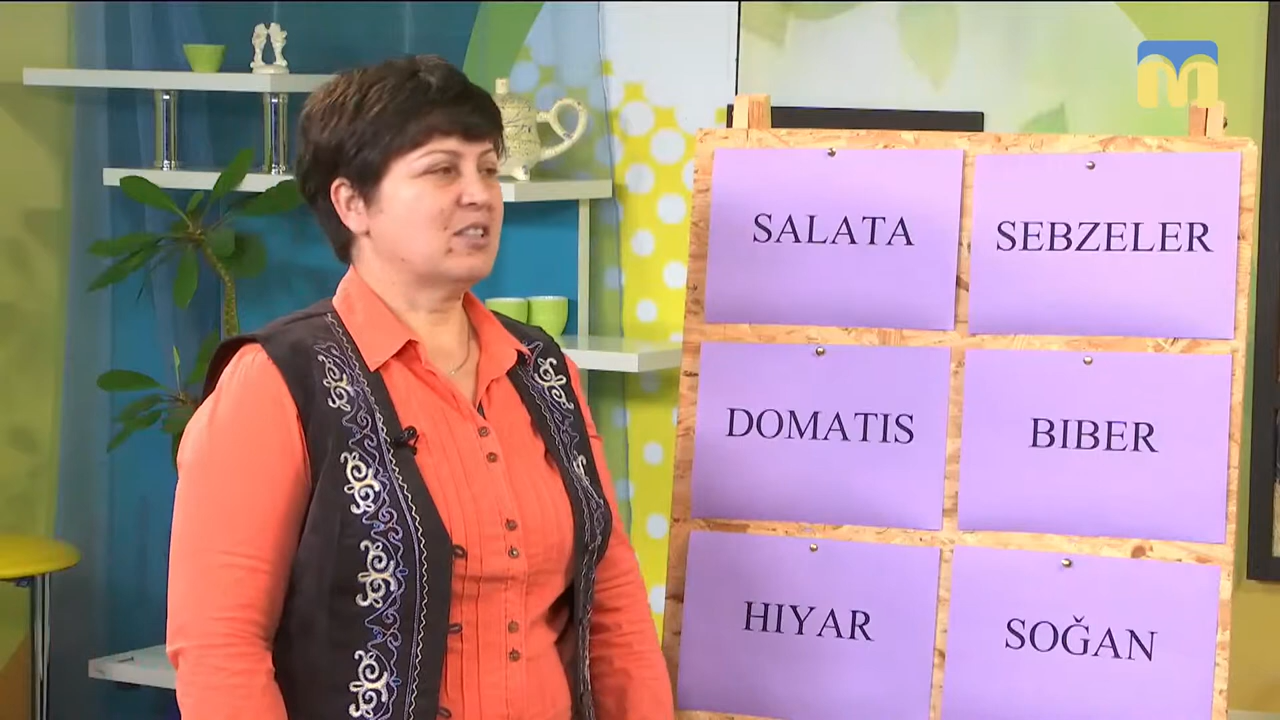 SALATA
SEBZELER
DOMATIS
BIBER
HIYAR
SOĞAN
M